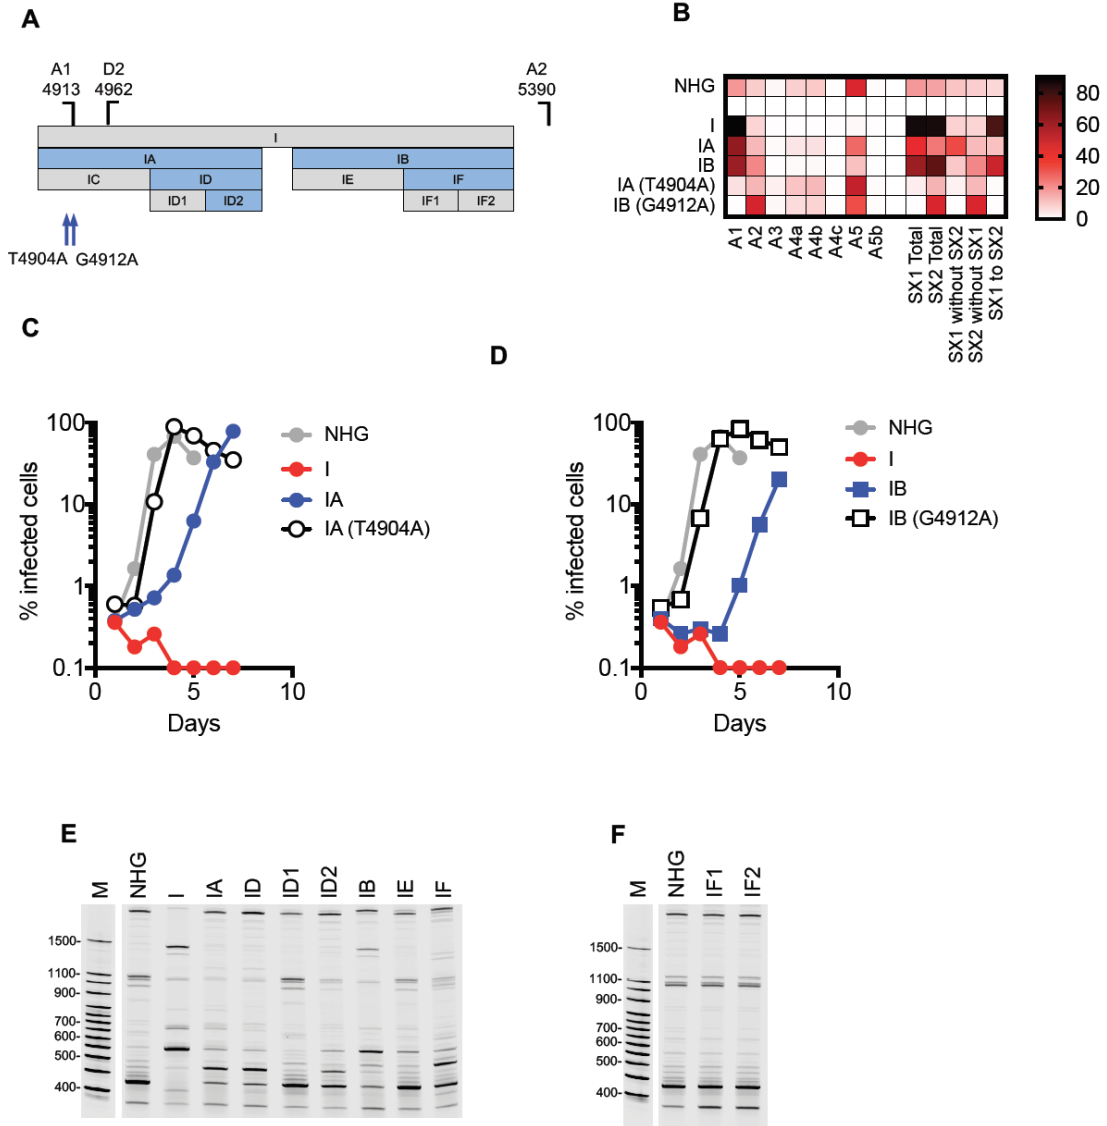 A
A1 D2 A2
4913 4962 5390
I
IA IB
IC ID IE IF
ID1 ID2 IF1 IF2
T4904A G4912A
B
NHG
I
IA
IB
IA (T4904A)
IB (G4912A)
A1 A2 A3 A4a A4b A4c A5 A5b SX1 Total SX2 Total SX1 without SX2 SX2 without SX1 SX1 to SX2
80
60
40
20
0
C
100
10
1
0.1
0 5 10
% infected cells
Days
NHG
I
IA
IA (T4904A)
D
100
10
1
0.1
0 5 10
% infected cells
Days
NHG
I
IB
IB (G4912A)
E
M NHG I IA ID ID1 ID2 IB IE IF
1500-
1100-
900-
700-
600-
500-
400-
F
M NHG IF1 IF2
1500-
1100-
900-
700-
600-
500-
400-